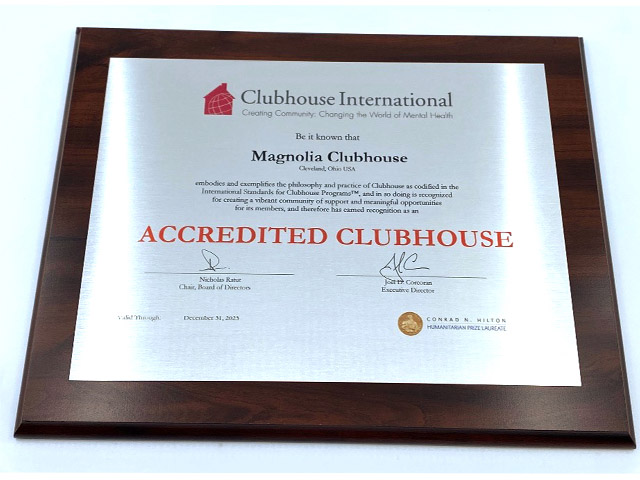 Clubhouse International
Creating Community: Changing the World of Mental Health
Be it known that
Magnolia Clubhouse
Cleveland, Ohio USA
embodies and exemplifies the philosophy and practice of Clubhouse as codified in the
International Standards for Clubhouse Programs™, and in so doing is recognized
for creating a vibrant community of support and meaningful opportunities
for its members, and therefore has earned recognition as an
ACCREDITED CLUBHOUSE
Nicholas Ratut
Chair, Board of Directors
Joel D. Corcoran
Executive Director
Valid Through: December 31, 2023
CONRAD N. HILTON
HUMANITARIAN PRIZE LAUREATE